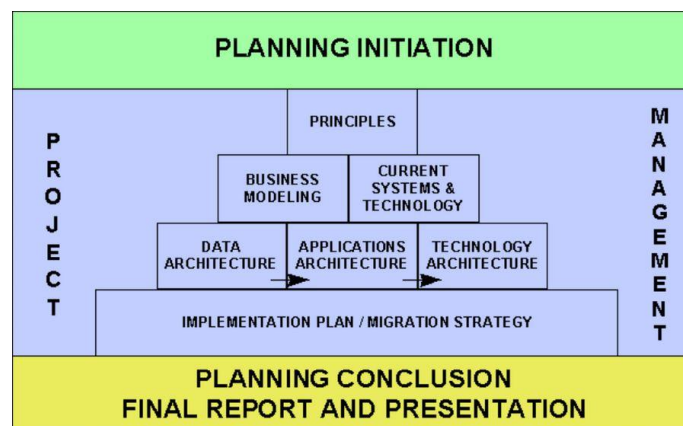 PLANNING INITIATION
PROJECT
MANAGEMENT
PRINCIPLES
BUSINESS
MODELING
CURRENT
SYSTEMS &
TECHNOLOGY
DATA
ARCHITECTURE
APPLICATIONS
ARCHITECTURE
TECHNOLOGY
ARCHITECTURE
IMPLEMENTATION PLAN / MIGRATION STRATEGY
PLANNING CONCLUSION
FINAL REPORT AND PRESENTATION